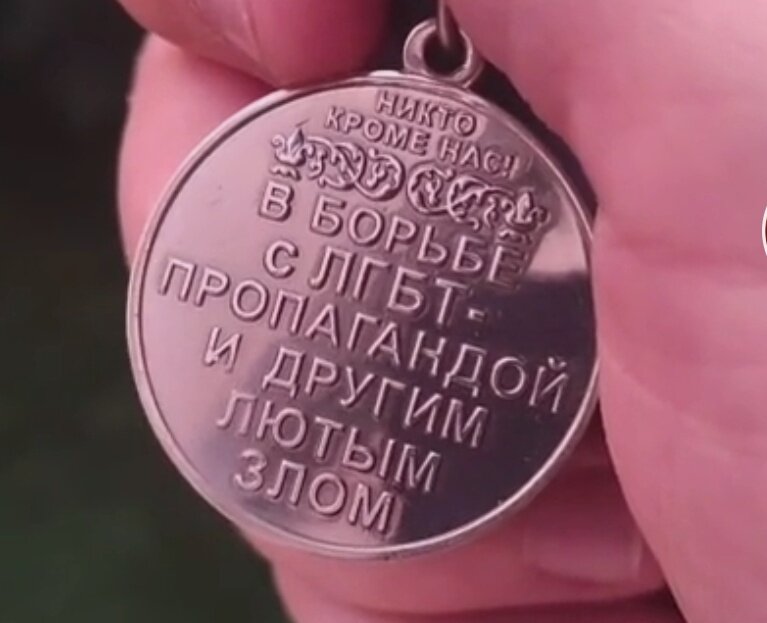 НИКТО
КРОМЕ НАС!
В БОРЬБЕ
С ЛГБТ-
ПРОПАГАНДОЙ
И ДРУГИМ
ЛЮТЫМ
ЗЛОМ